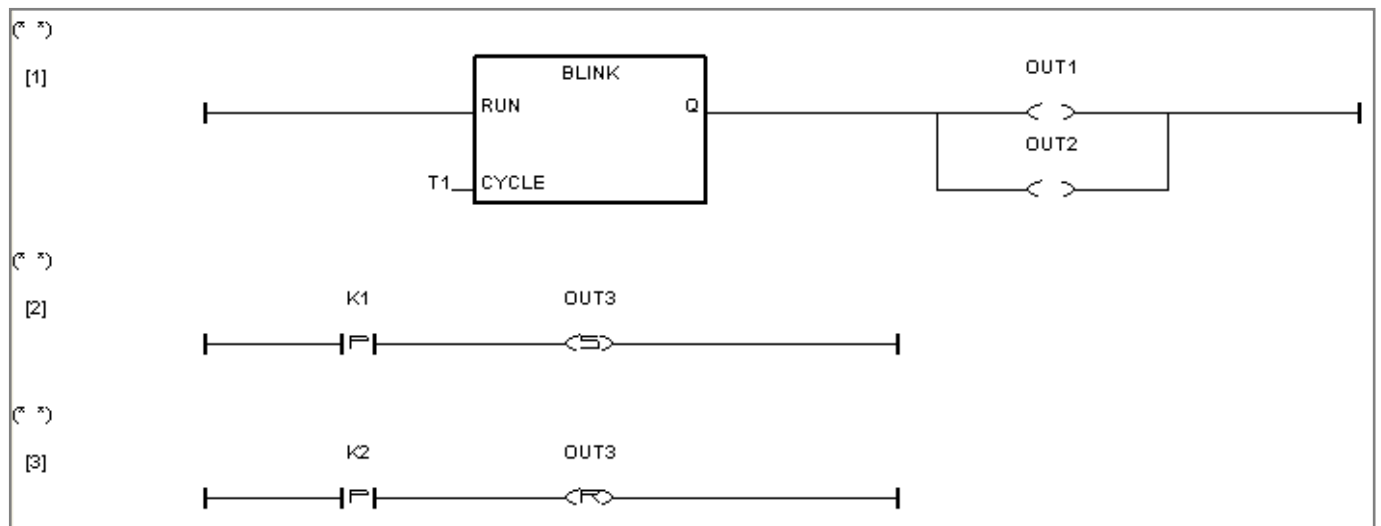 (* *)
[1]
BLINK
OUT1
RUN
Q
OUT2
T1
CYCLE
(* *)
[2]
K1
OUT3
P
S
(* *)
[3]
K2
OUT3
P
R